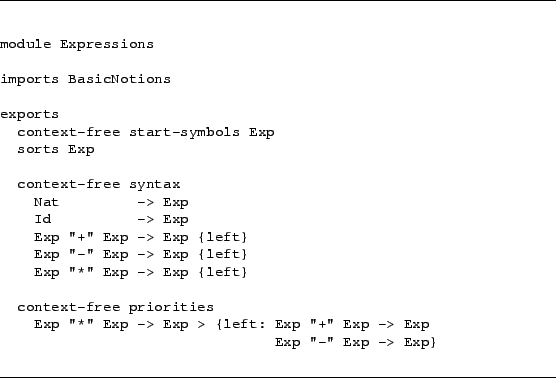 module Expressions
imports BasicNotions
exports
context-free start-symbols Exp
sorts Exp
context-free syntax
Nat -> Exp
Id -> Exp
Exp "+" Exp -> Exp {left}
Exp "-" Exp -> Exp {left}
Exp "*" Exp -> Exp {left}
context-free priorities
Exp "*" Exp -> Exp > {left: Exp "+" Exp -> Exp
Exp "-" Exp -> Exp}